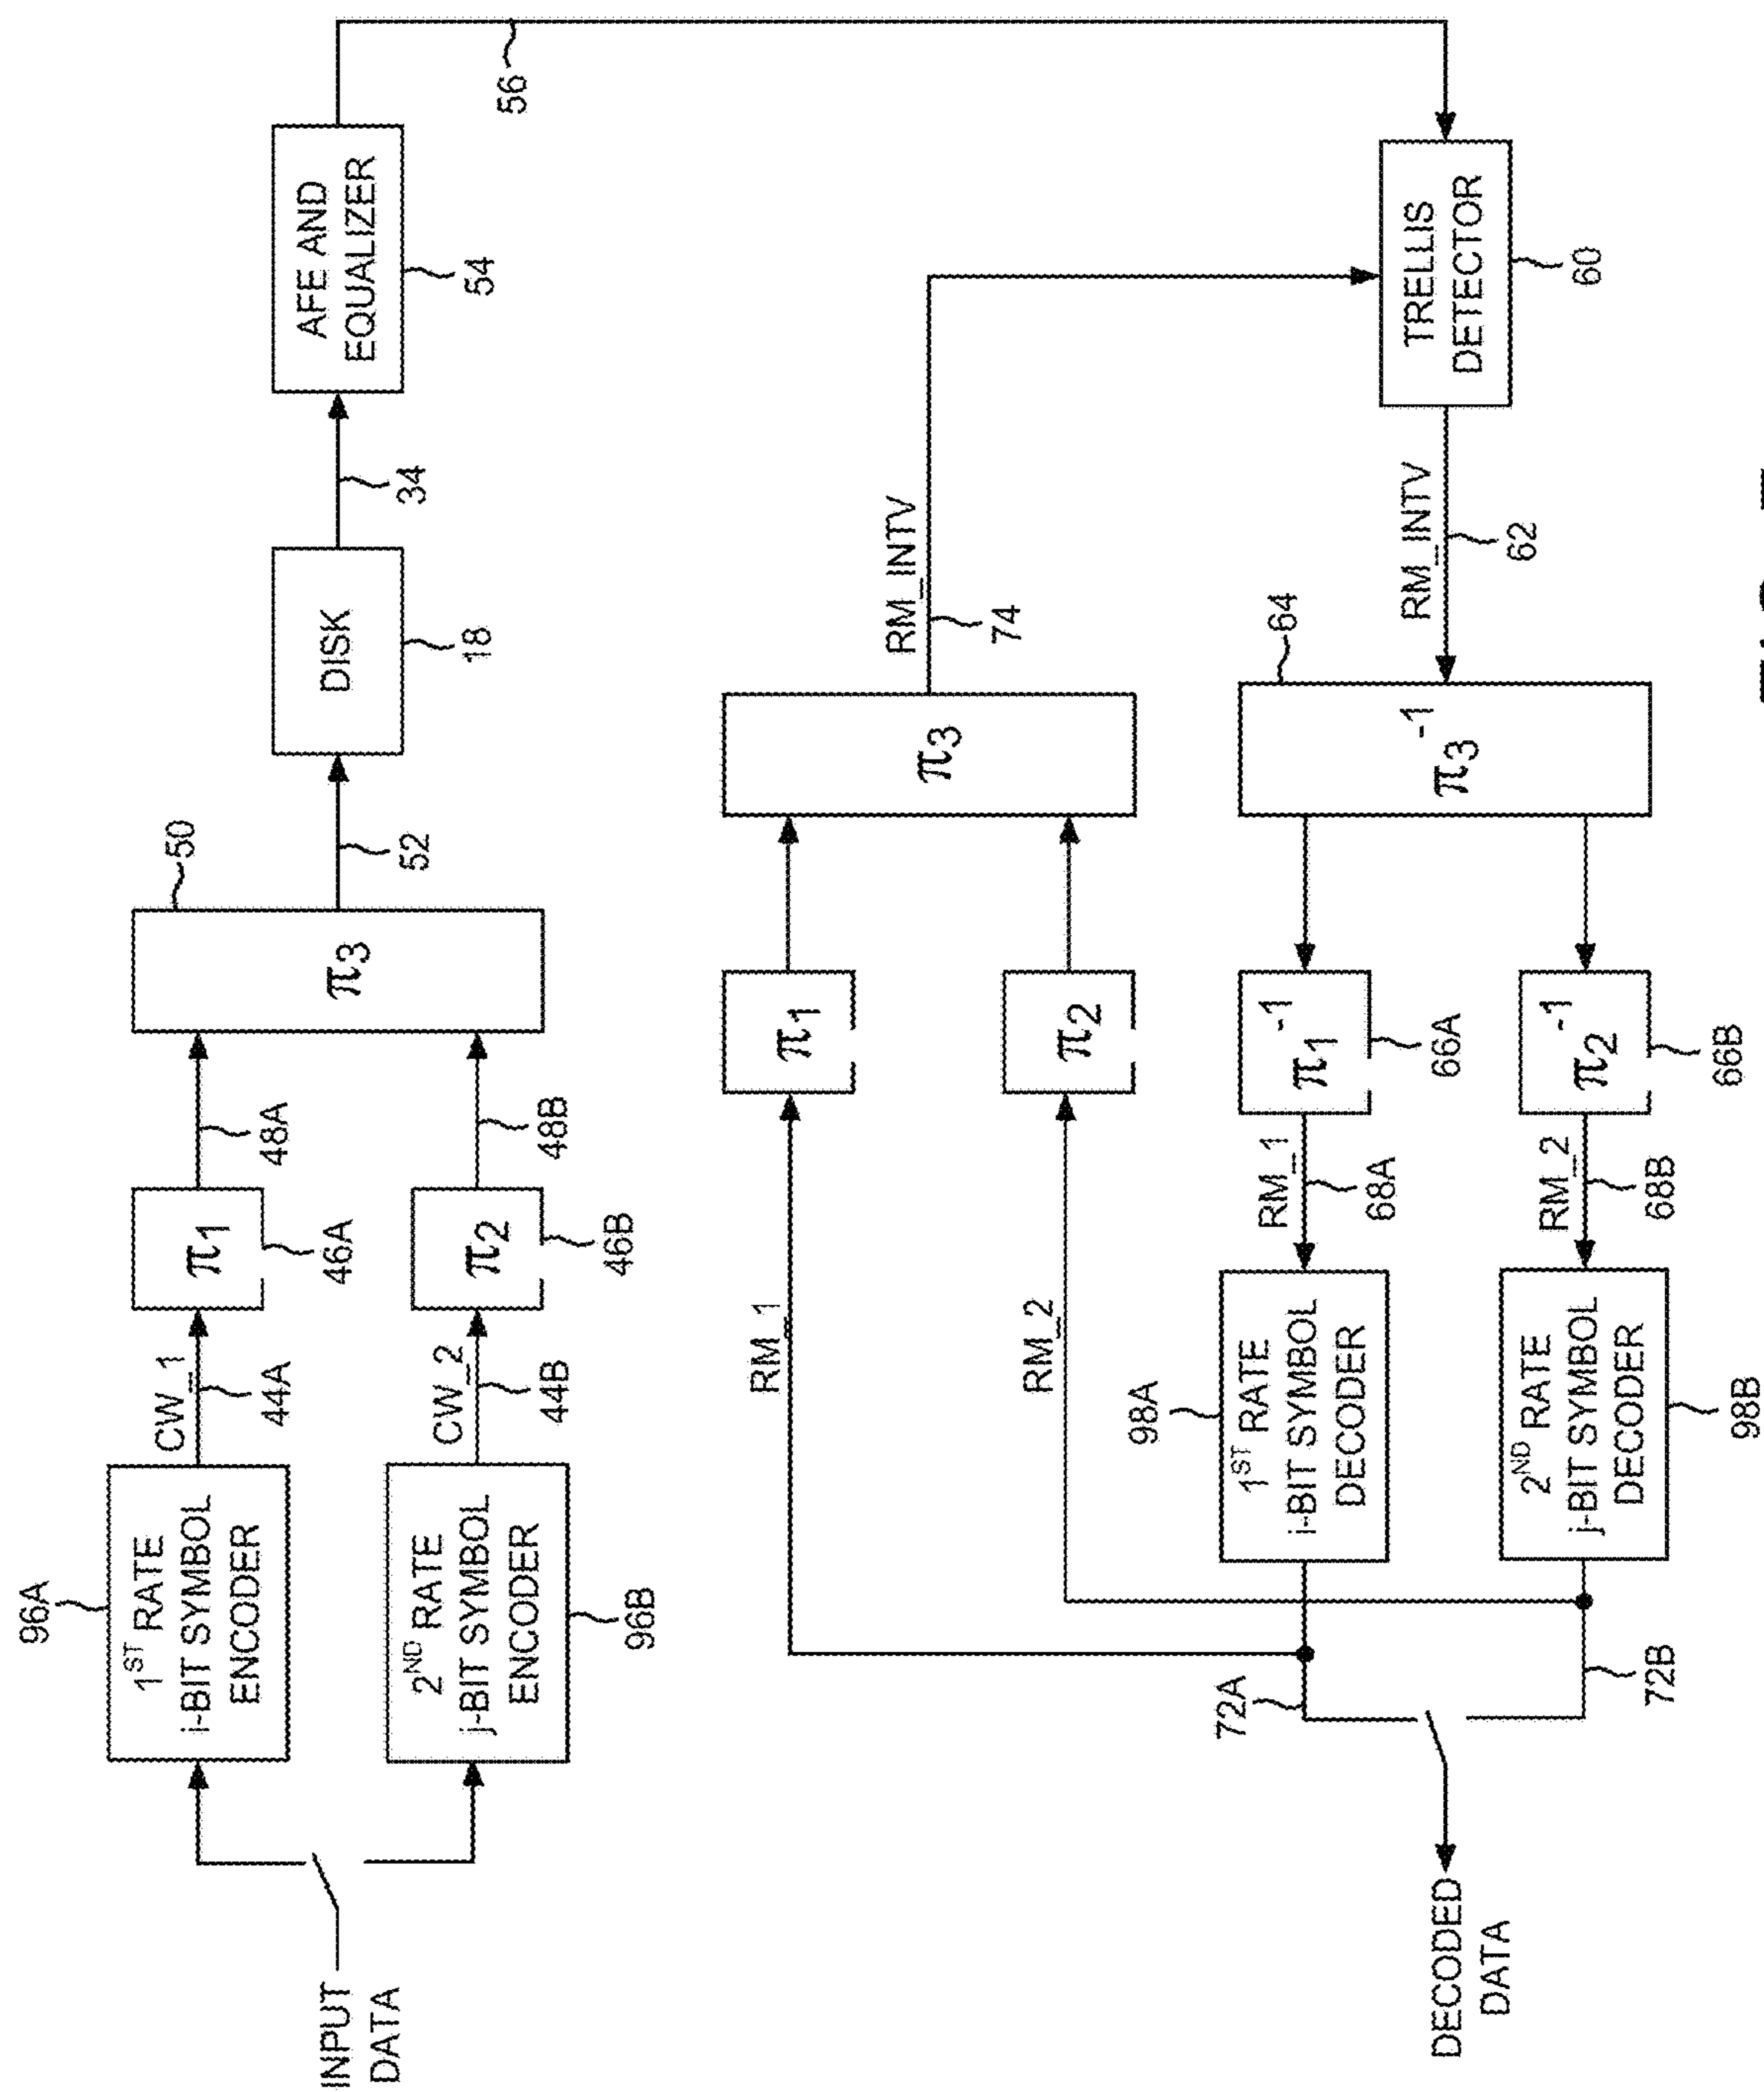 INPUT
DATA
96A
1ST RATE
i-BIT SYMBOL
ENCODER
CW_1
44A
π1
46A
48A
2ND RATE
j-BIT SYMBOL
ENCODER
96B
CW_2
44B
π2
46B
48B
50
π3
52
DISK
18
34
AFE AND
EQUALIZER
54
56
RM_1
π1
RM_2
π2
π3
RM_INTV
74
TRELLIS
DETECTOR
60
RM_INTV
62
64
π3-1
π1-1
66A
RM_1
68A
98A
1ST RATE
i-BIT SYMBOL
DECODER
π2-1
66B
RM_2
68B
2ND RATE
j-BIT SYMBOL
DECODER
98B
72A
72B
DECODED
DATA